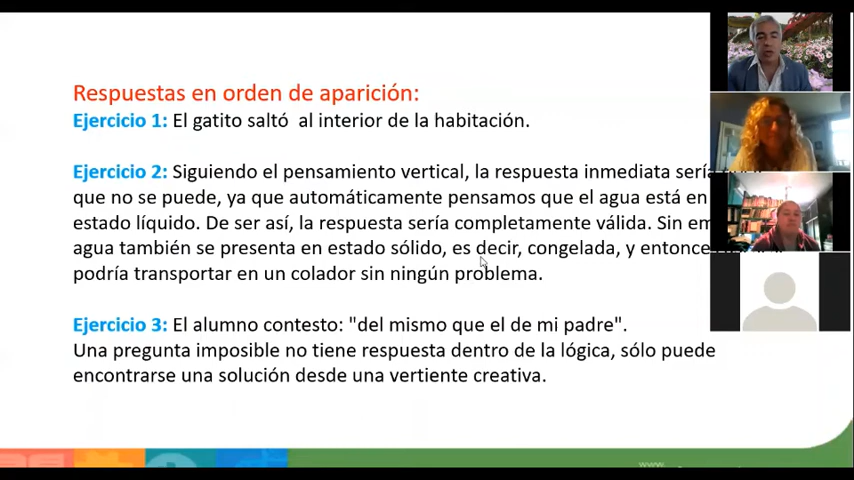 Respuestas en orden de aparición:
Ejercicio 1: El gatito saltó al interior de la habitación.
Ejercicio 2: Siguiendo el pensamiento vertical, la respuesta inmediata sería
que no se puede, ya que automáticamente pensamos que el agua está en
estado líquido. De ser así, la respuesta sería completamente válida. Sin
agua también se presenta en estado sólido, es decir, congelada, y
podría transportar en un colador sin ningún problema.
Ejercicio 3: El alumno contesto: "del mismo que el de mi padre".
Una pregunta imposible no tiene respuesta dentro de la lógica, sólo puede
encontrarse una solución desde una vertiente creativa.